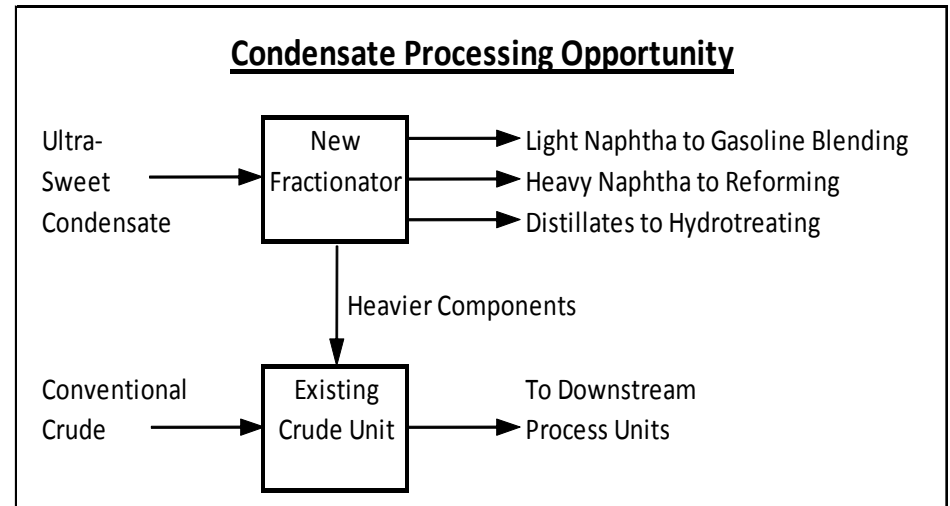 Condensate Processing Opportunity
Ultra-
Sweet
Condensate
New
Fractionator
Light Naphtha to Gasoline Blending
Heavy Naphtha to Reforming
Distillates to Hydrotreating
Heavier Components
Conventional
Crude
Existing
Crude Unit
To Downstream
Process Units